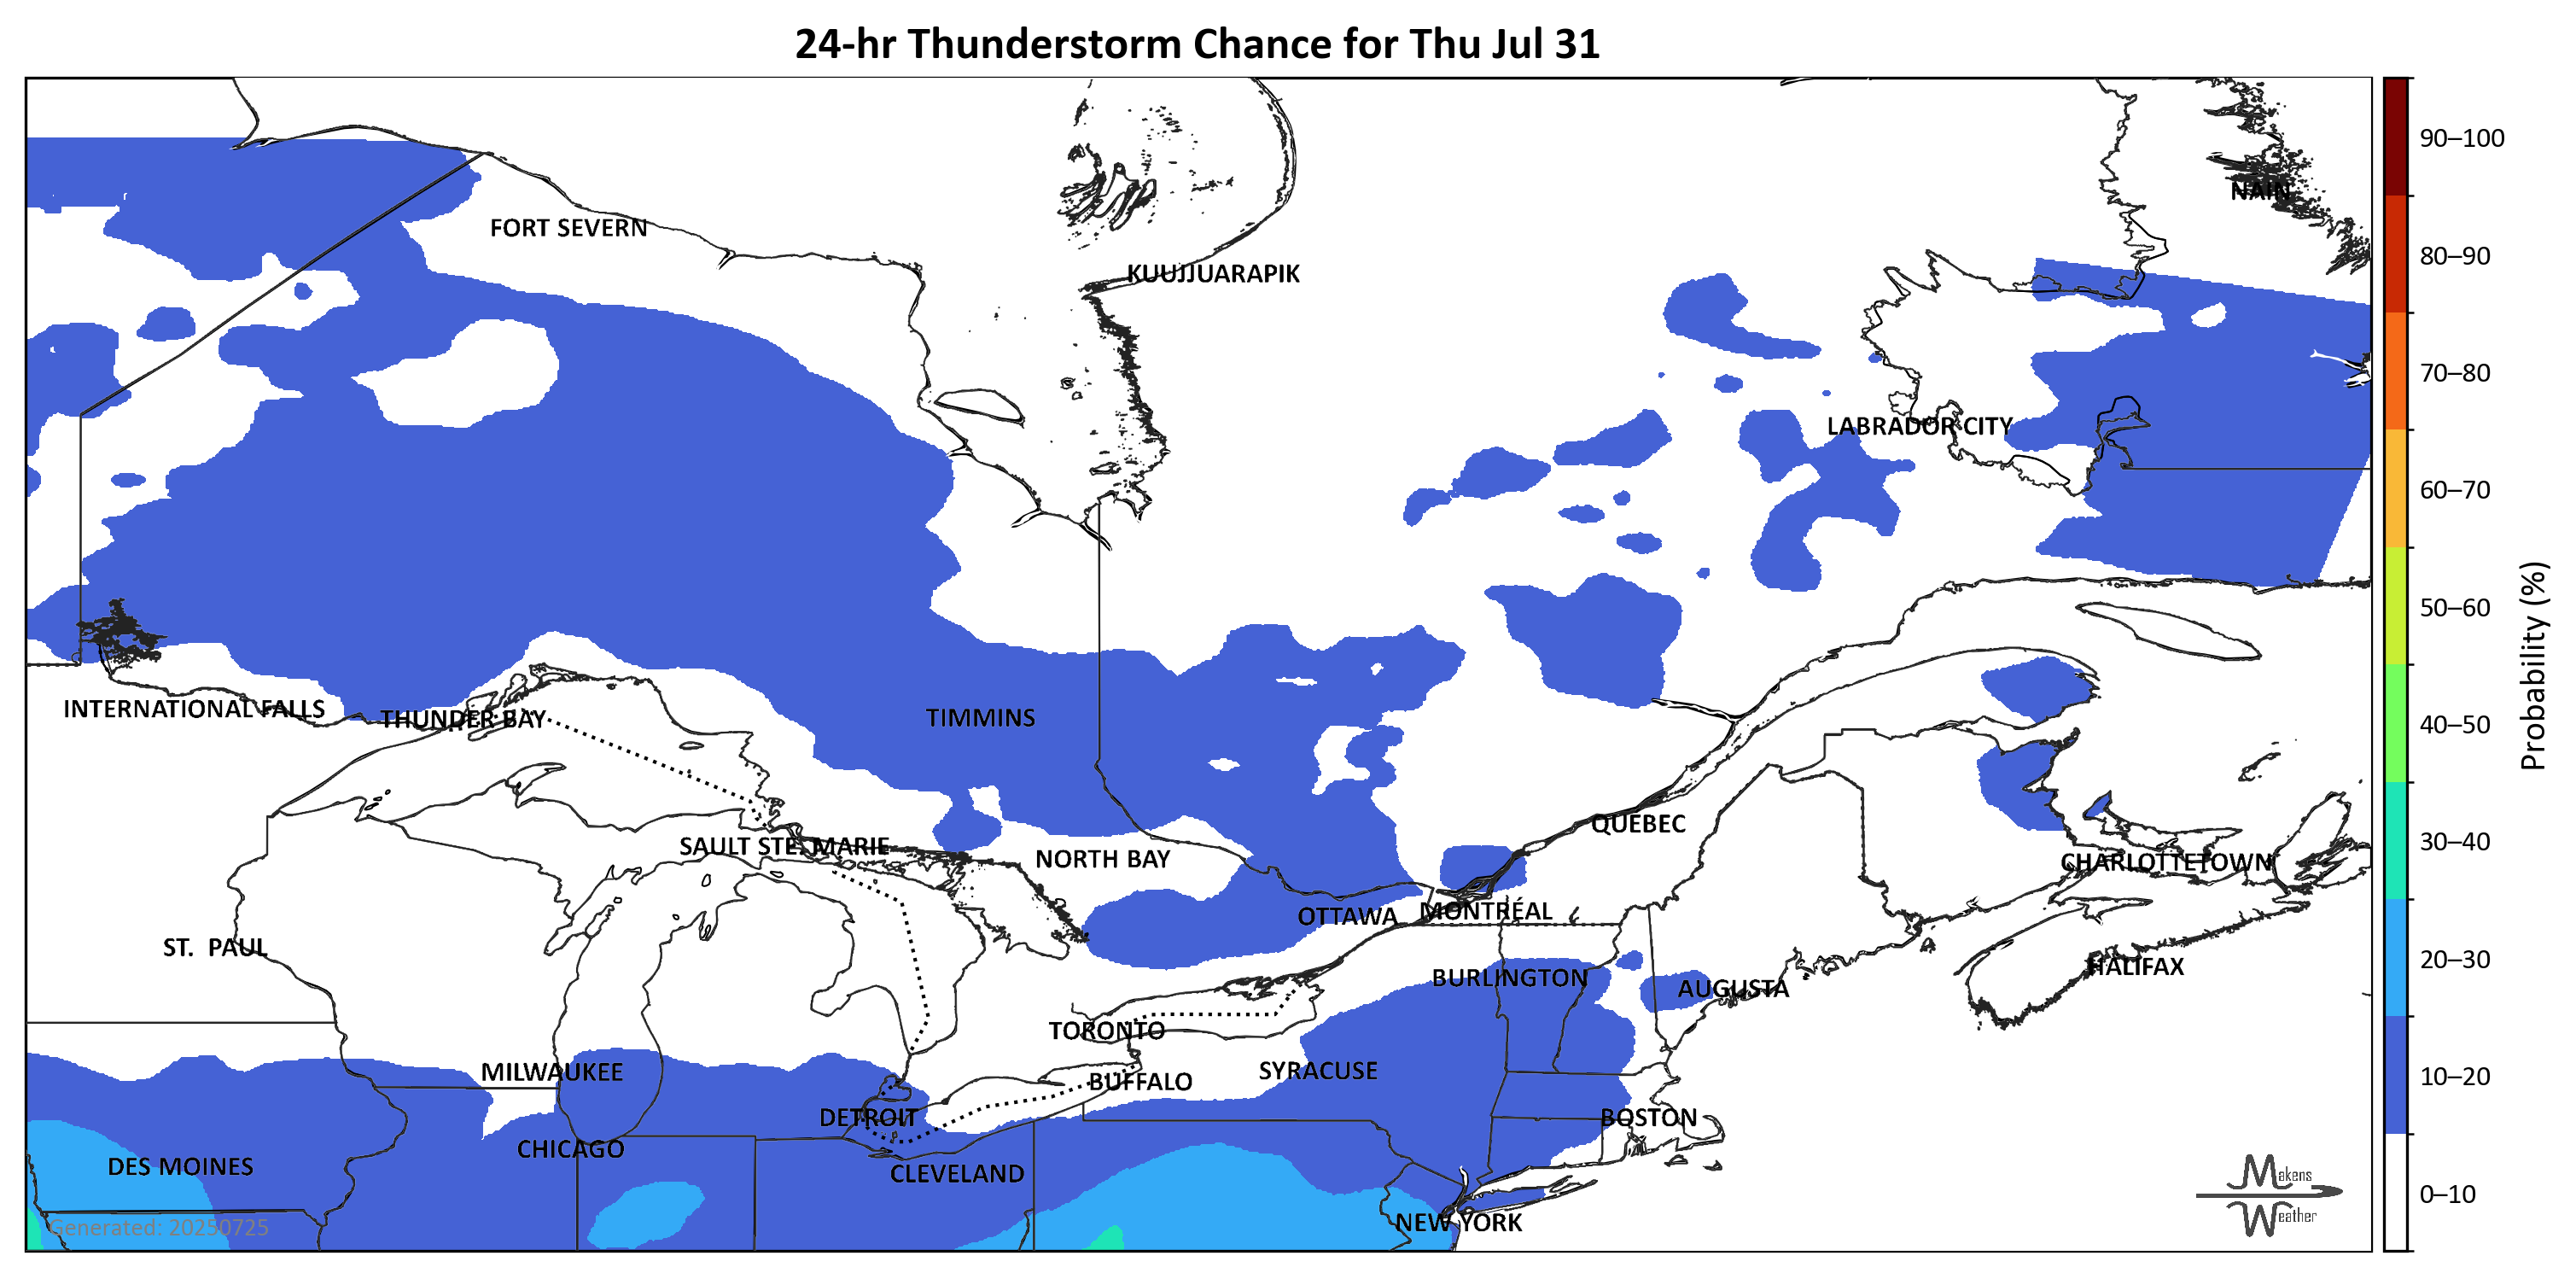 24-hr Thunderstorm Chance for Thu Jul 31
NAIN
FORT SEVERN
KUUJJUARAPIK
LABRADOR CITY
INTERNATIONAL FALLS
THUNDER BAY
TIMMINS
QUEBEC
SAULT STE. MARIE
NORTH BAY
CHARLOTTETOWN
OTTAWA
MONTRÉAL
ST. PAUL
HALIFAX
BURLINGTON
AUGUSTA
TORONTO
SYRACUSE
MILWAUKEE
BUFFALO
DETROIT
BOSTON
CHICAGO
DES MOINES
CLEVELAND
NEW YORK
Generated: 20250725
Makens
Weather
90–100
80–90
70–80
60–70
50–60
40–50
30–40
20–30
10–20
0–10
Probability (%)